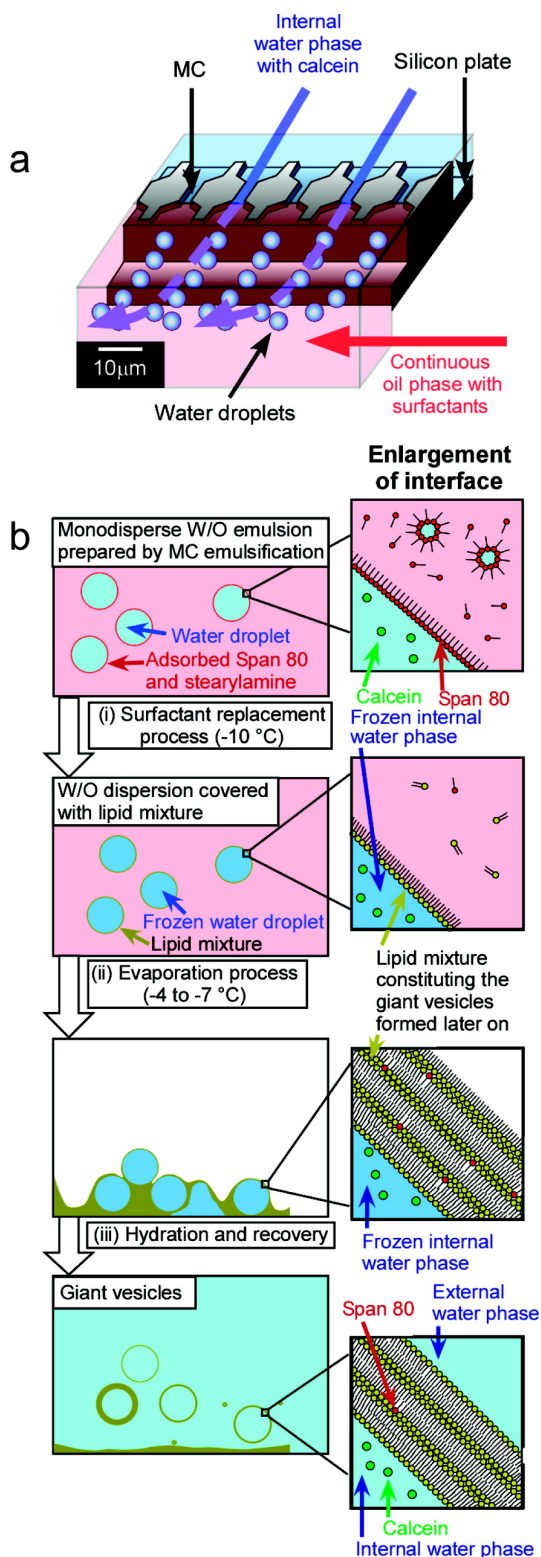 a
MC
Internal
water phase
with calcein
Silicon plate
10μm
Water droplets
Continuous
oil phase with
surfactants
b
Enlargement
of interface
Monodisperse W/O emulsion
prepared by MC emulsification
Water droplet
Adsorbed Span 80
and stearylamine
Calcein
Span 80
(i) Surfactant replacement
process (-10 °C)
Frozen internal
water phase
W/O dispersion covered
with lipid mixture
Frozen water droplet
Lipid mixture
(ii) Evaporation process
(-4 to -7 °C)
Lipid mixture
constituting the
giant vesicles
formed later on
(iii) Hydration and recovery
Frozen internal
water phase
Giant vesicles
Span 80
External
water phase
Calcein
Internal water phase